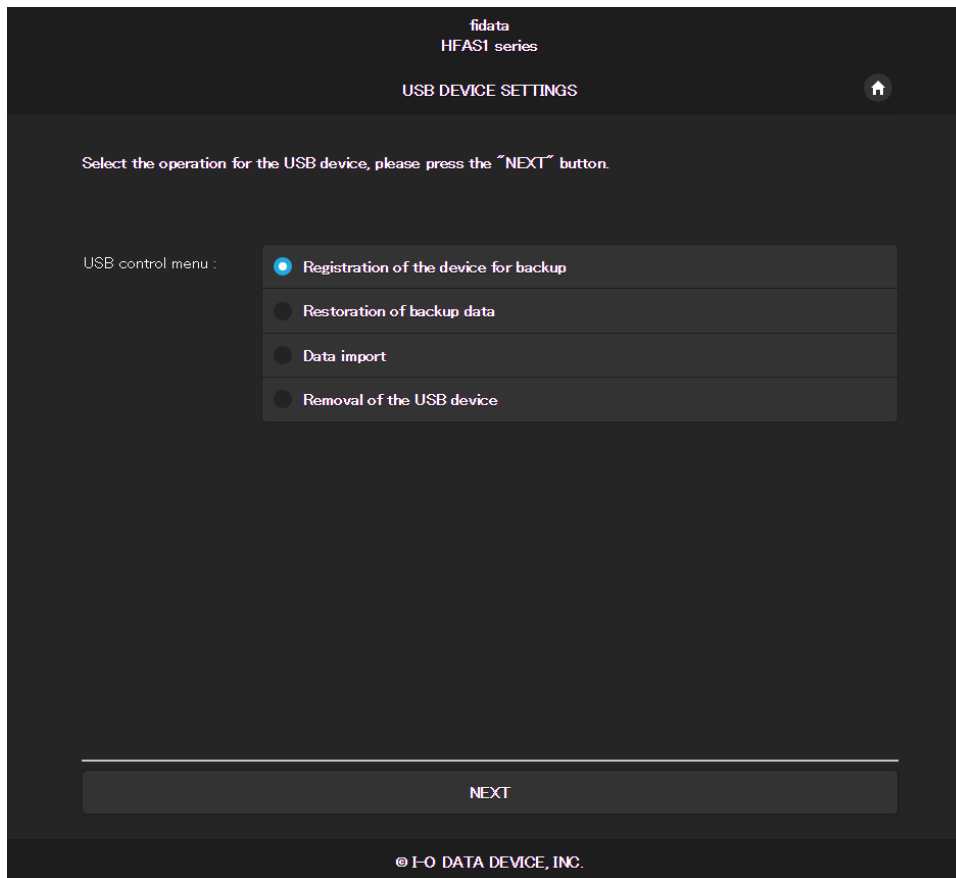 fidata
HFAS1 series
USB DEVICE SETTINGS
Select the operation for the USB device, please press the ˝NEXT˝ button.
USB control menu :
Registration of the device for backup
Restoration of backup data
Data import
Removal of the USB device
NEXT
© I-O DATA DEVICE, INC.